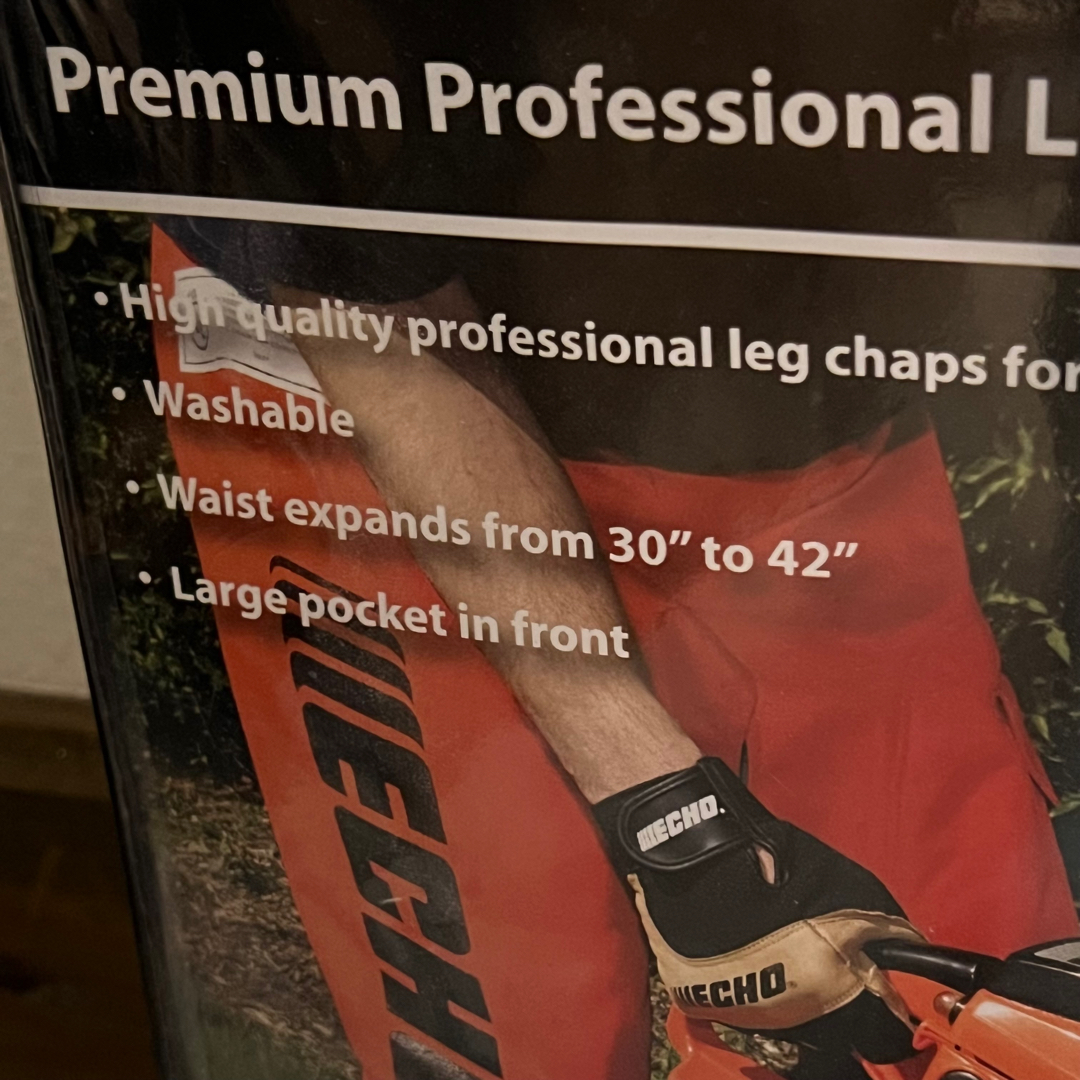 Premium Professional L
• High quality professional leg chaps for
• Washable
• Waist expands from 30" to 42"
• Large pocket in front
ECHO
ECHO.
ECHO